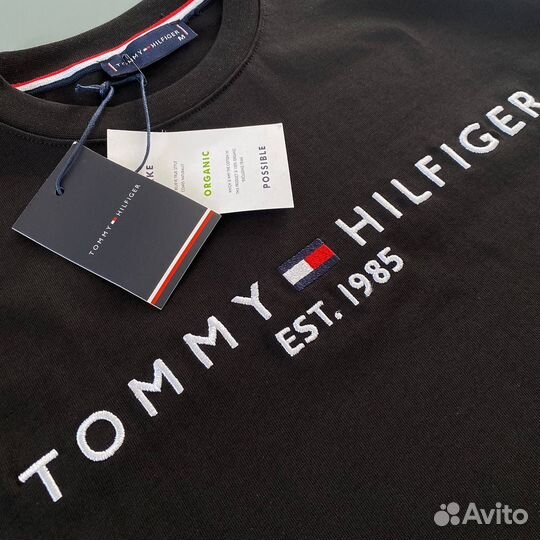 TOMMY HILFIGER
M
TOMMY HILFIGER
ORGANIC
POSSIBLE
TOMMY HILFIGER
EST. 1985
Avito